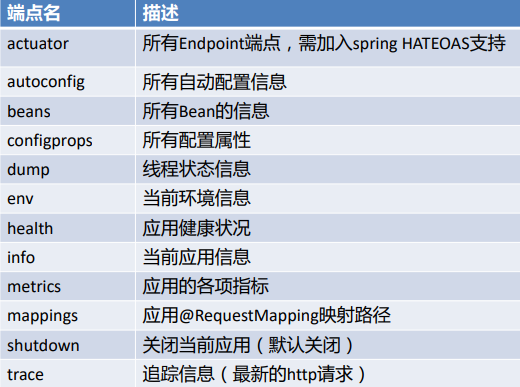 端点名 描述
actuator 所有Endpoint端点，需加入spring HATEOAS支持
autoconfig 所有自动配置信息
beans 所有Bean的信息
configprops 所有配置属性
dump 线程状态信息
env 当前环境信息
health 应用健康状况
info 当前应用信息
metrics 应用的各项指标
mappings 应用@RequestMapping映射路径
shutdown 关闭当前应用（默认关闭）
trace 追踪信息（最新的http请求）